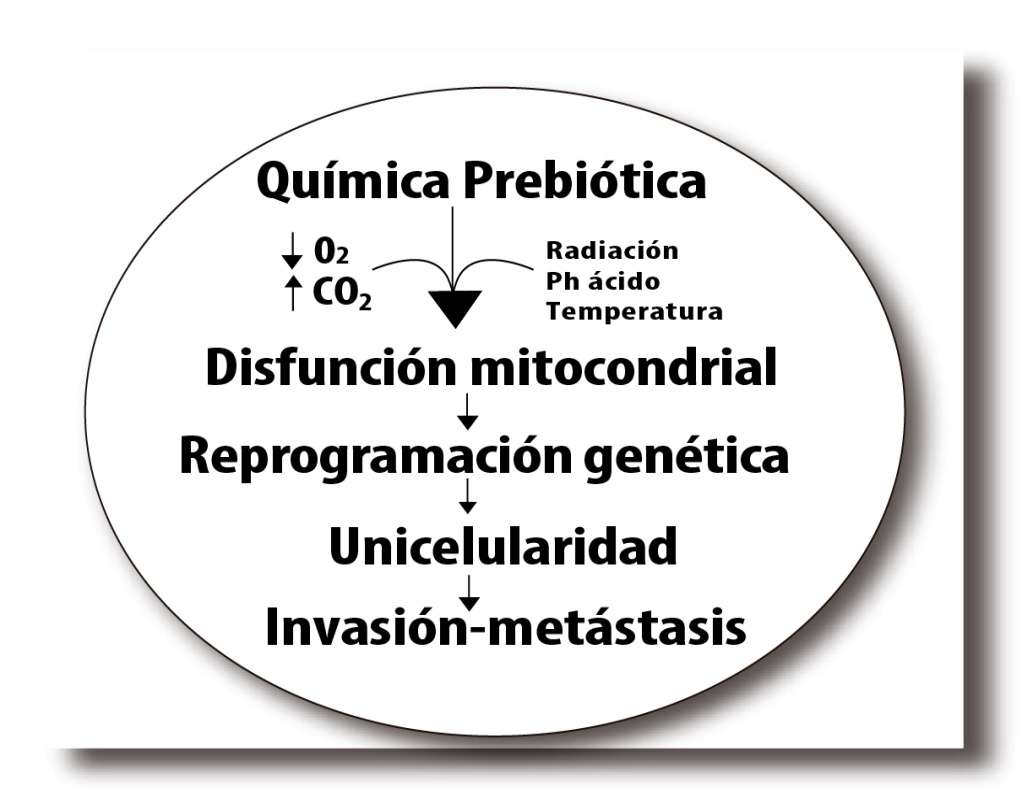 Química Prebiótica
O2
CO2
Radiación
Ph ácido
Temperatura
Disfunción mitocondrial
Reprogramación genética
Unicelularidad
Invasión-metástasis